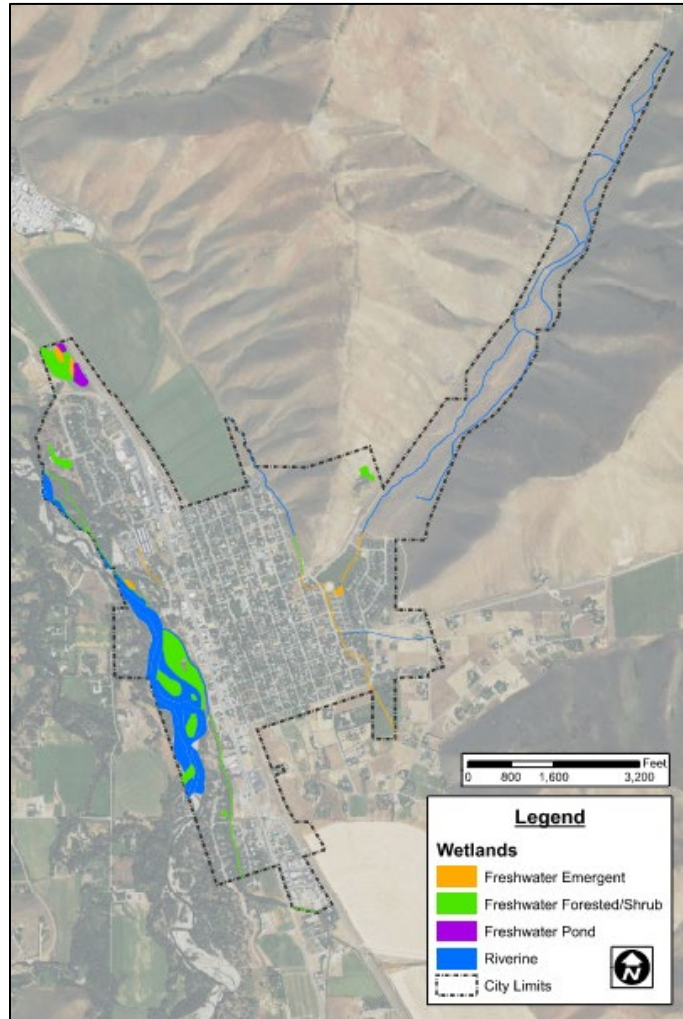 Feet
0 800 1,600 3,200
Legend
Wetlands
Freshwater Emergent
Freshwater Forested/Shrub
Freshwater Pond
Riverine
City Limits
N